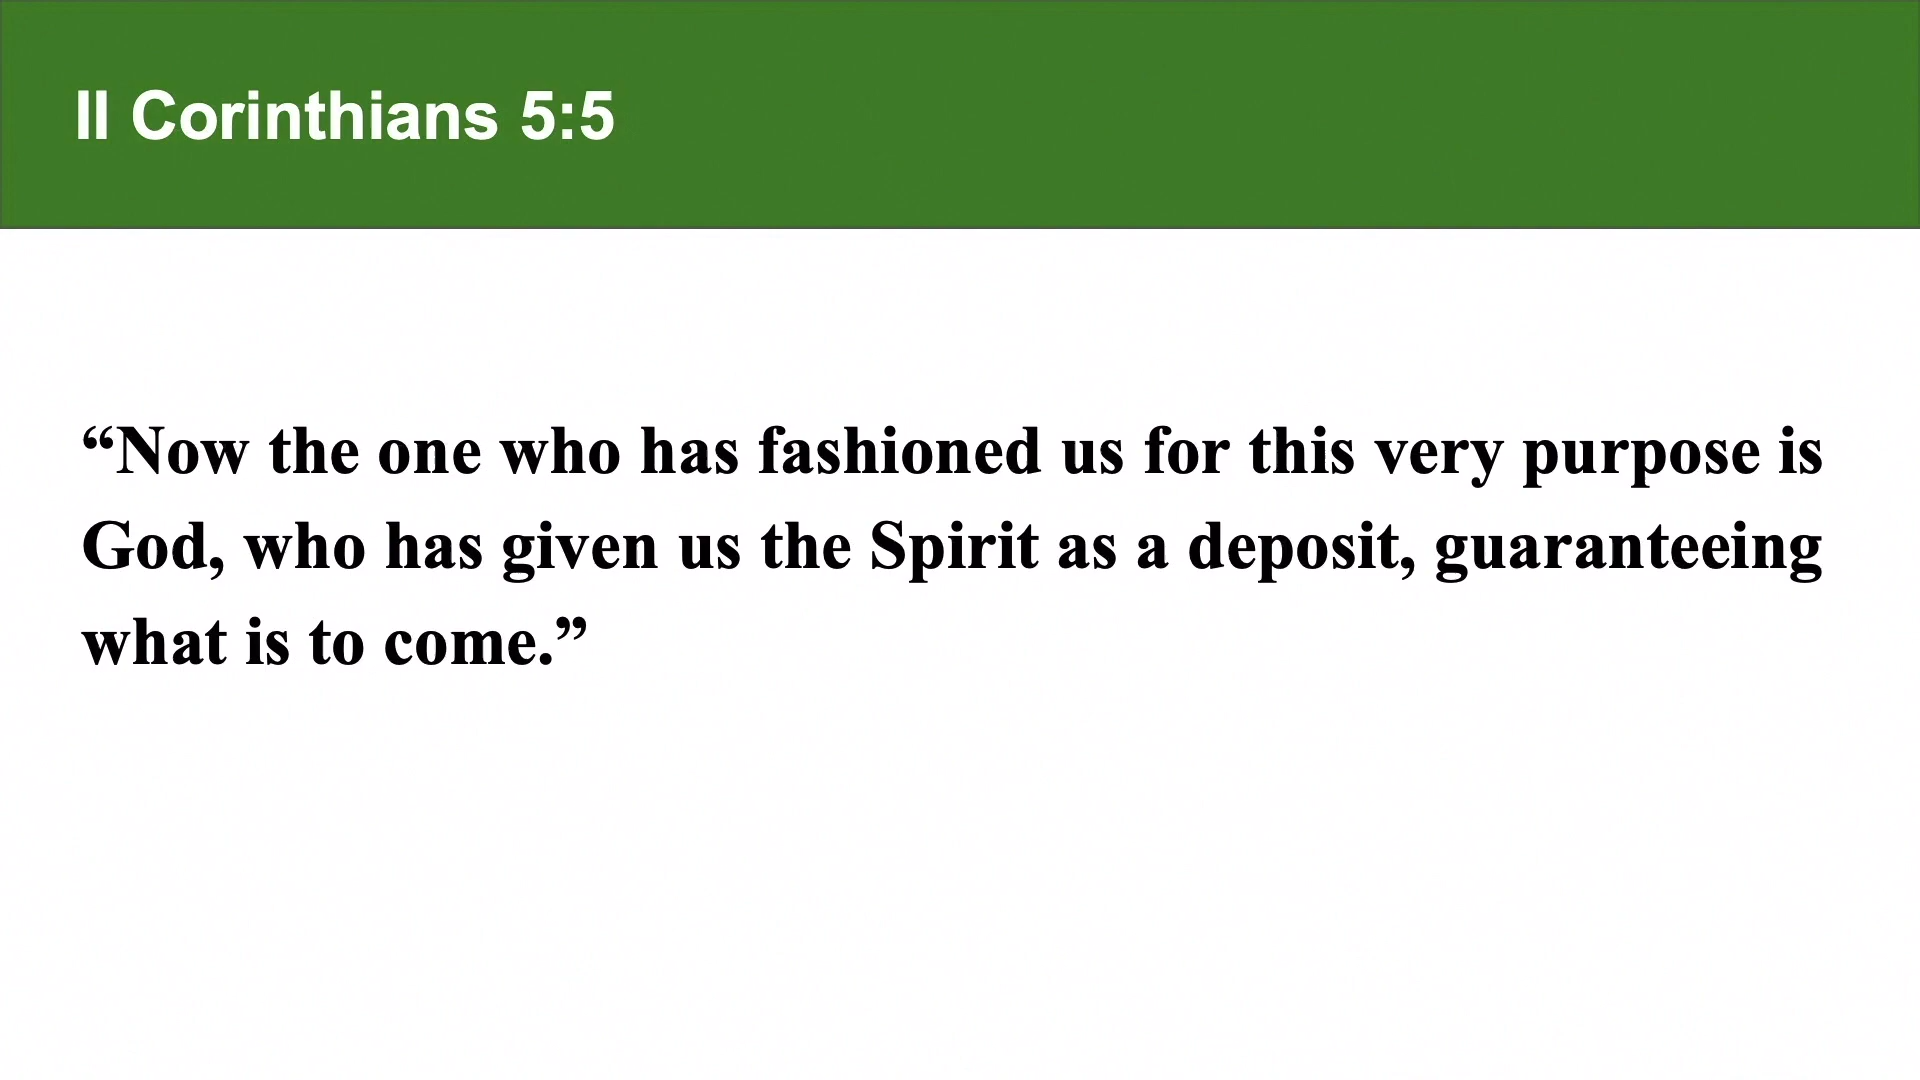 II Corinthians 5:5
“Now the one who has fashioned us for this very purpose is
God, who has given us the Spirit as a deposit, guaranteeing
what is to come.”